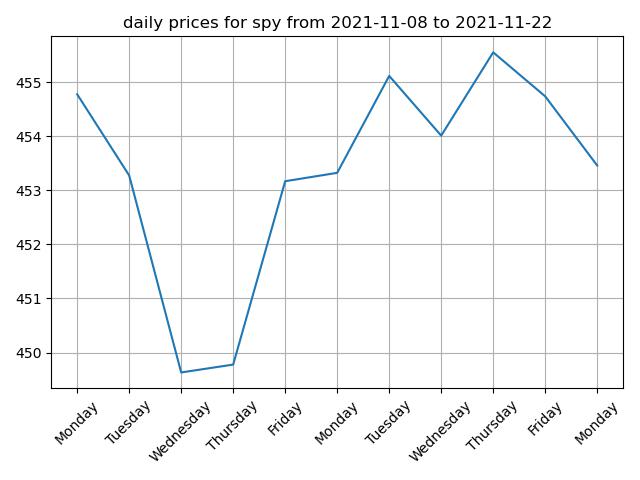 daily prices for spy from 2021-11-08 to 2021-11-22
455
454
453
452
451
450
Monday
Tuesday
Wednesday
Thursday
Friday
Monday
Tuesday
Wednesday
Thursday
Friday
Monday